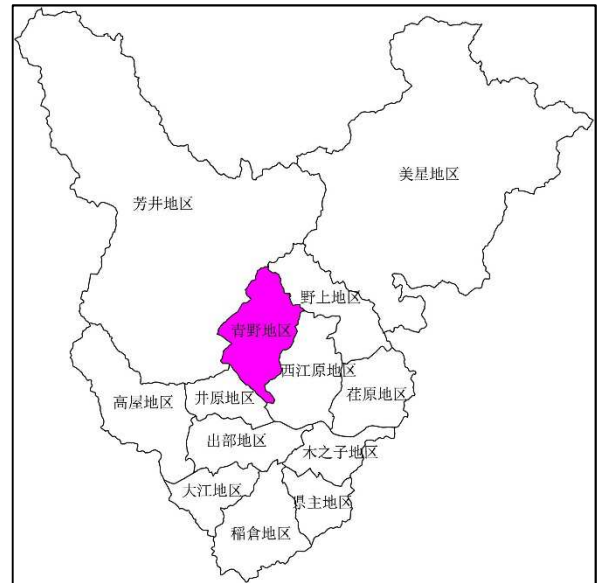 美星地区
芳井地区
野上地区
青野地区
西江原地区
荏原地区
井原地区
高屋地区
出部地区
木之子地区
大江地区
県主地区
稲倉地区